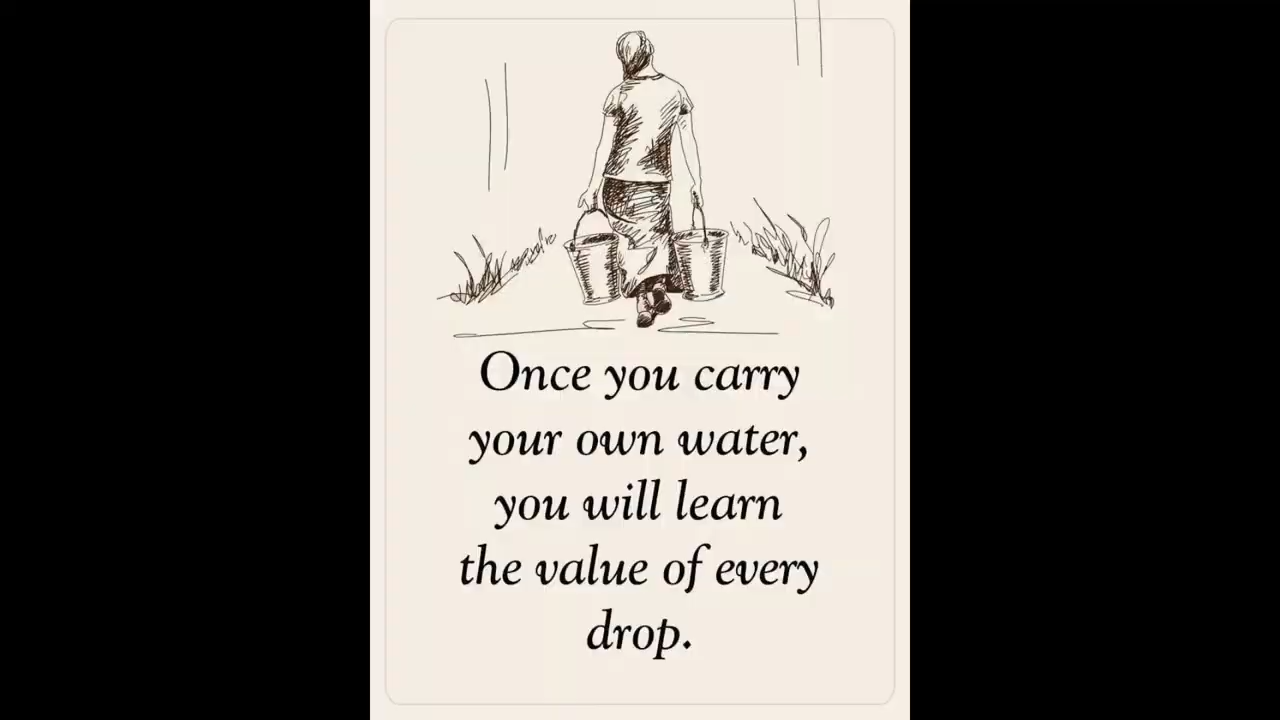 Once you carry
your own water,
you will learn
the value of every
drop.